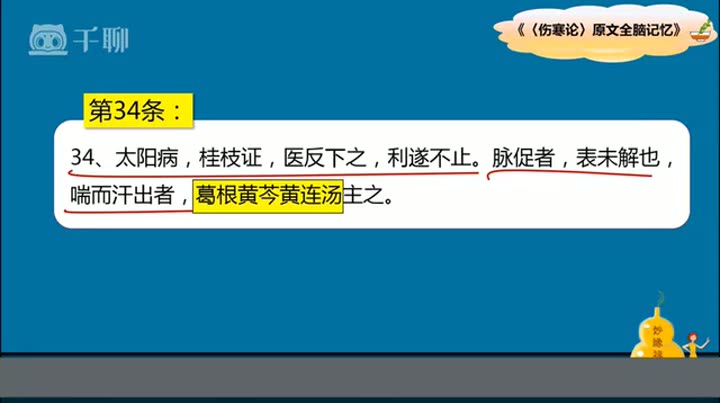 千聊
《〈伤寒论〉原文全脑记忆》
第34条：
34、太阳病，桂枝证，医反下之，利遂不止。脉促者，表未解也，
喘而汗出者，葛根黄芩黄连汤主之。